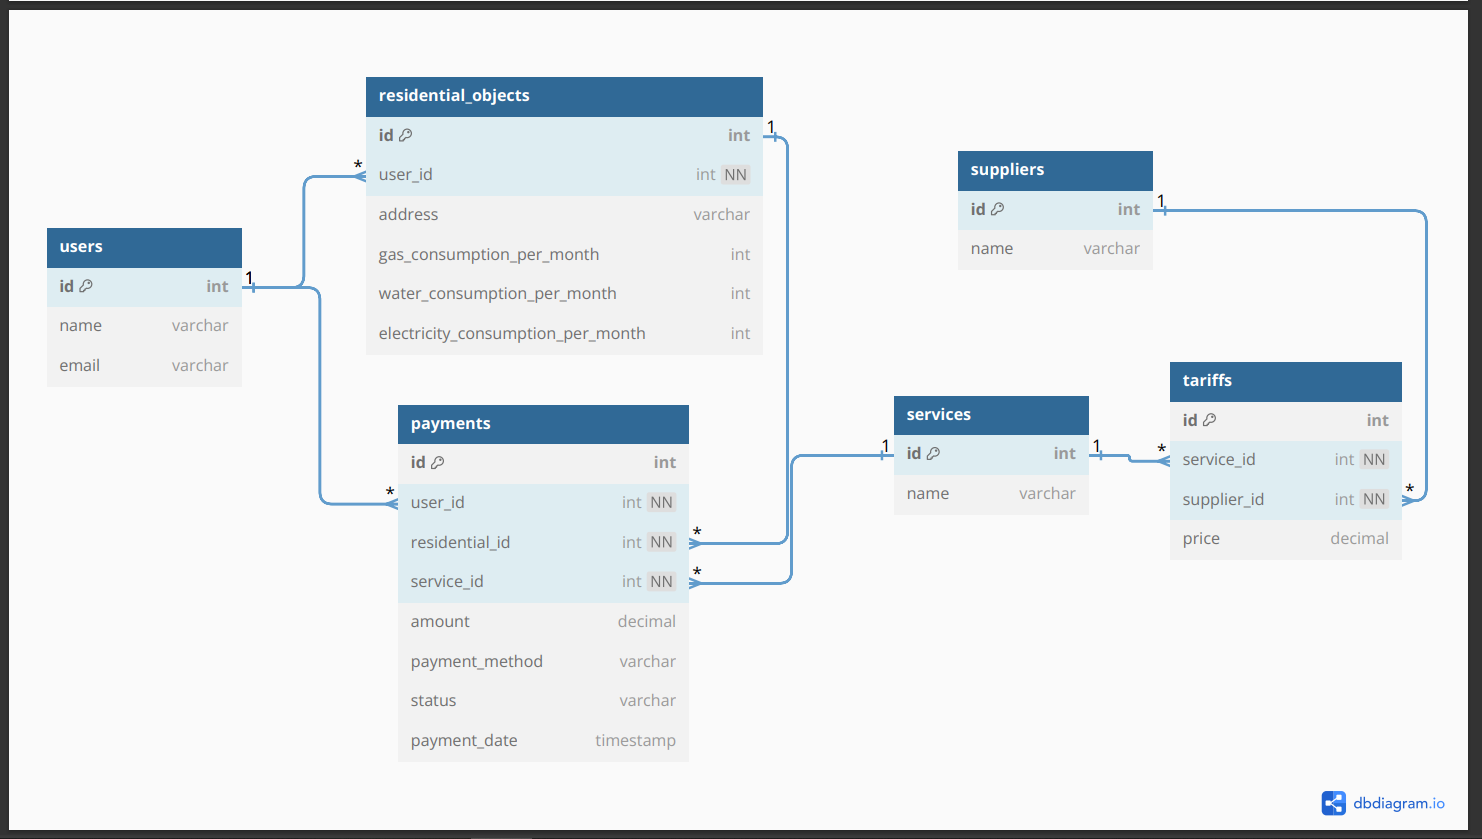 residential_objects
id int
user_id int NN
address varchar
gas_consumption_per_month int
water_consumption_per_month int
electricity_consumption_per_month int
1
*
suppliers
id int
name varchar
1
users
id int
name varchar
email varchar
1
payments
id int
user_id int NN
residential_id int NN
service_id int NN
amount decimal
payment_method varchar
status varchar
payment_date timestamp
*
*
*
services
id int
name varchar
1
1
tariffs
id int
service_id int NN
supplier_id int NN
price decimal
*
*
dbdiagram.io